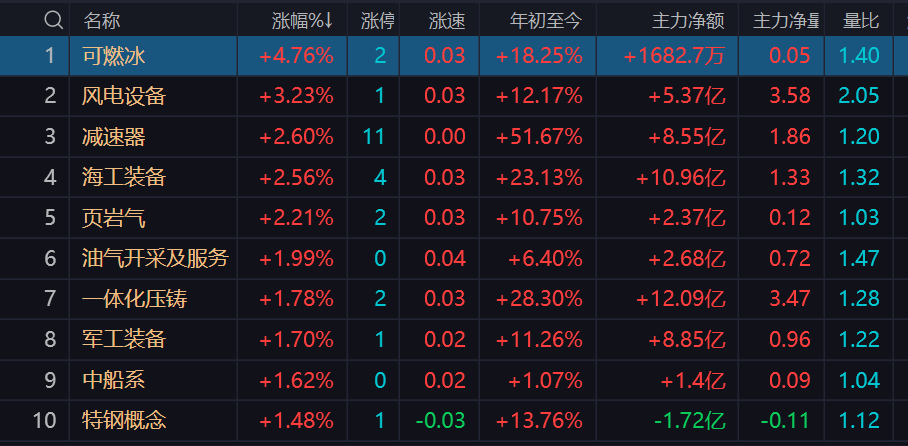 名称 涨幅%↓ 涨停 涨速 年初至今 主力净额 主力净量 量比
1 可燃冰 +4.76% 2 0.03 +18.25% +1682.7万 0.05 1.40
2 风电设备 +3.23% 1 0.03 +12.17% +5.37亿 3.58 2.05
3 减速器 +2.60% 11 0.00 +51.67% +8.55亿 1.86 1.20
4 海工装备 +2.56% 4 0.03 +23.13% +10.96亿 1.33 1.32
5 页岩气 +2.21% 2 0.03 +10.75% +2.37亿 0.12 1.03
6 油气开采及服务 +1.99% 0 0.04 +6.40% +2.68亿 0.72 1.47
7 一体化压铸 +1.78% 2 0.03 +28.30% +12.09亿 3.47 1.28
8 军工装备 +1.70% 1 0.02 +11.26% +8.85亿 0.96 1.22
9 中船系 +1.62% 0 0.02 +1.07% +1.4亿 0.09 1.04
10 特钢概念 +1.48% 1 -0.03 +13.76% -1.72亿 -0.11 1.12